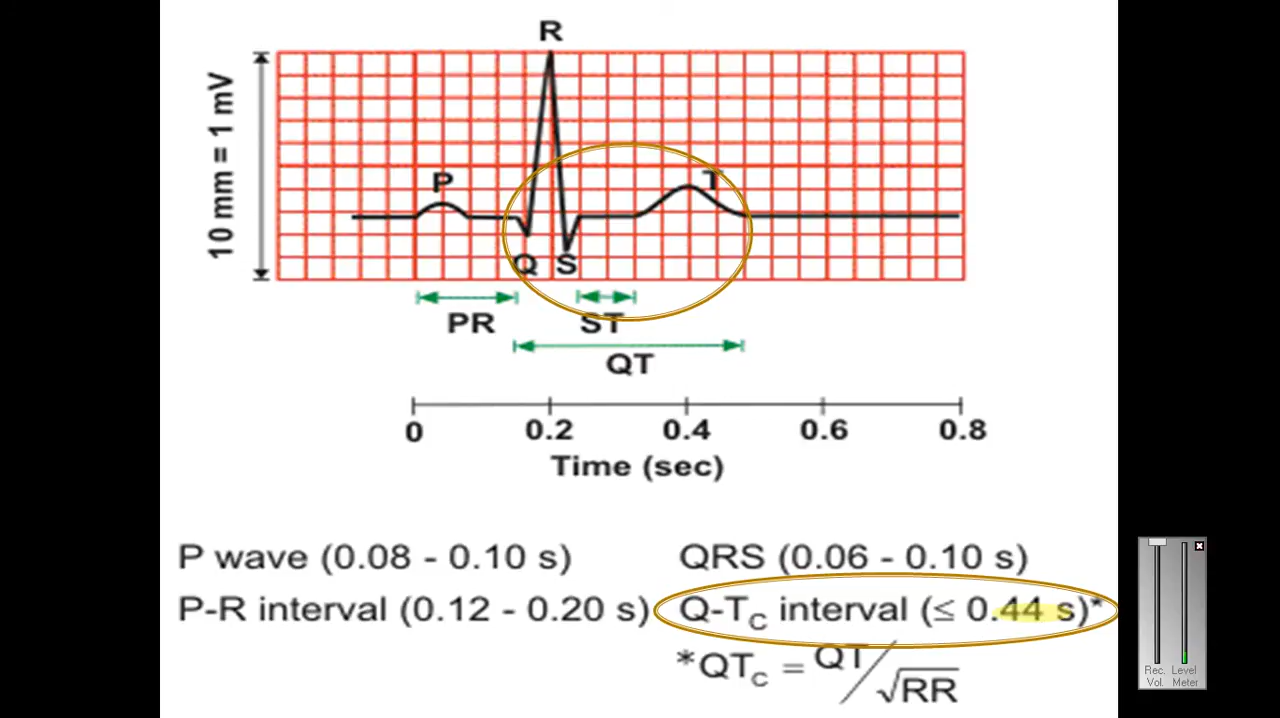 R
10 mm = 1 mV
P
T
Q S
PR
ST
QT
0 0.2 0.4 0.6 0.8
Time (sec)
P wave (0.08 - 0.10 s) QRS (0.06 - 0.10 s)
P-R interval (0.12 - 0.20 s) Q-Tc interval (≤ 0.44 s)*
*QTc = QT/√RR
Rec. Level
Vol. Meter